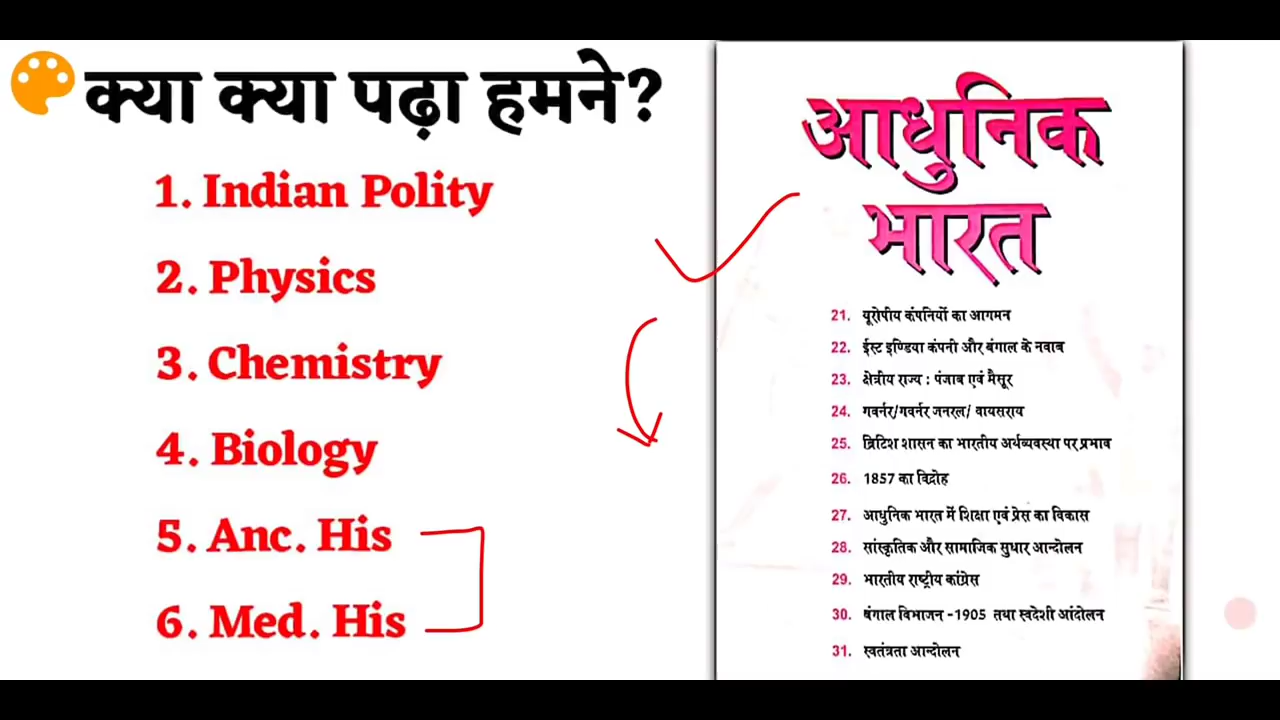 क्या क्या पढ़ा हमने?
1. Indian Polity
2. Physics
3. Chemistry
4. Biology
5. Anc. His
6. Med. His
आधुनिक
भारत
21. यूरोपीय कंपनियों का आगमन
22. ईस्ट इण्डिया कंपनी और बंगाल के नवाब
23. क्षेत्रीय राज्य : पंजाब एवं मैसूर
24. गवर्नर/गवर्नर जनरल/ वायसराय
25. ब्रिटिश शासन का भारतीय अर्थव्यवस्था पर प्रभाव
26. 1857 का विद्रोह
27. आधुनिक भारत में शिक्षा एवं प्रेस का विकास
28. सांस्कृतिक और सामाजिक सुधार आन्दोलन
29. भारतीय राष्ट्रीय कांग्रेस
30. बंगाल विभाजन -1905 तथा स्वदेशी आंदोलन
31. स्वतंत्रता आन्दोलन